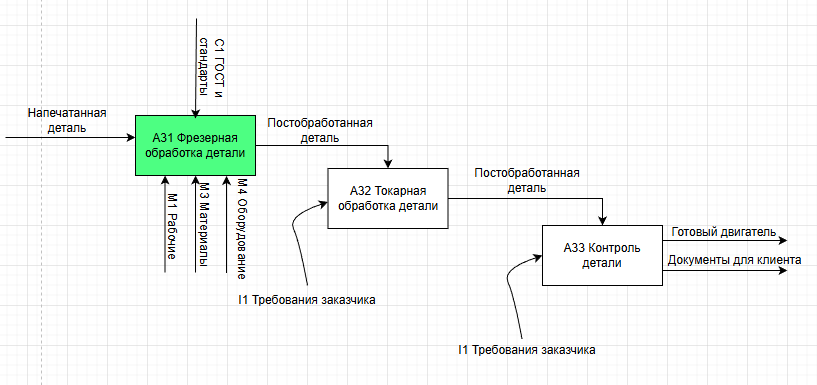 С1 ГОСТ и
стандарты
Напечатанная
деталь
А31 Фрезерная
обработка детали
Постобработанная
деталь
М1 Рабочие
М3 Материалы
М4 Оборудование
А32 Токарная
обработка детали
Постобработанная
деталь
I1 Требования заказчика
А33 Контроль
детали
Готовый двигатель
Документы для клиента
I1 Требования заказчика